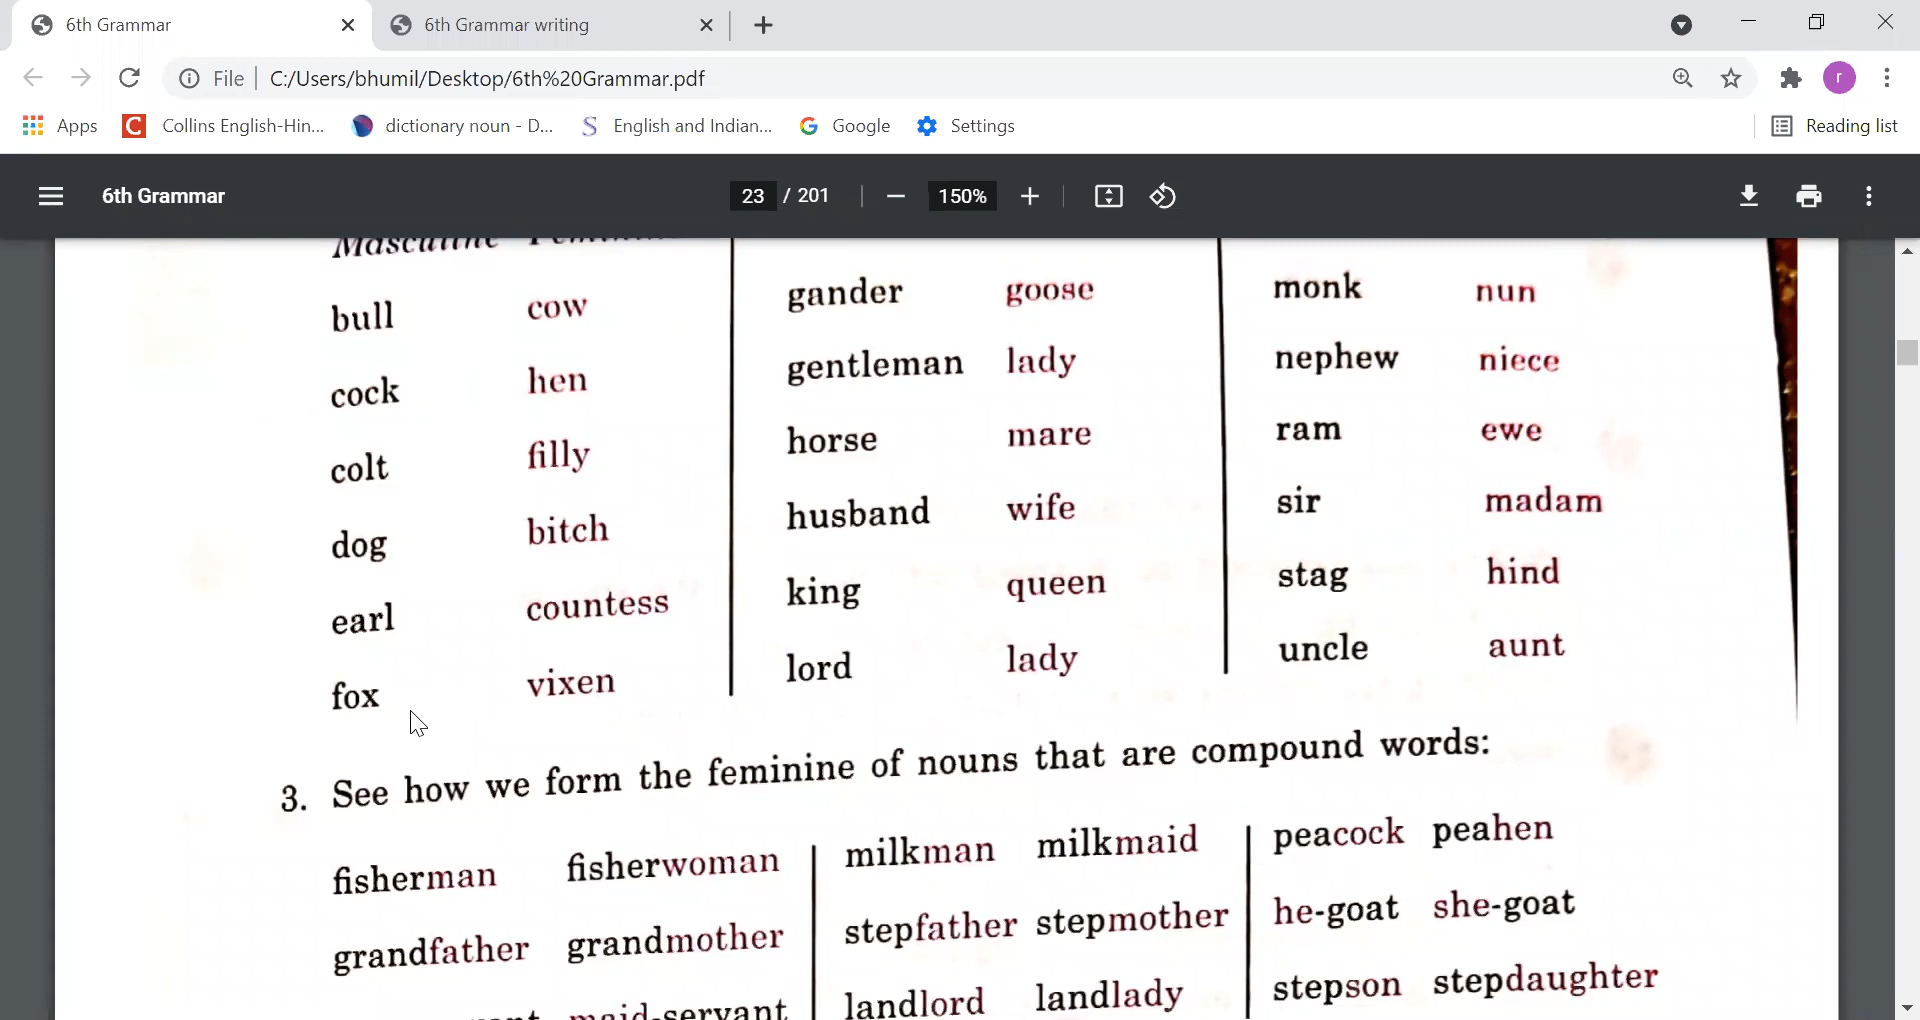 6th Grammar
6th Grammar writing
File
C:/Users/bhumil/Desktop/6th%20Grammar.pdf
r
Apps
Collins English-Hin...
dictionary noun - D...
English and Indian...
Google
Settings
Reading list
6th Grammar
23 / 201
150%
Masculine
bull cow gander goose monk nun
cock hen gentleman lady nephew niece
colt filly horse mare ram ewe
dog bitch husband wife sir madam
earl countess king queen stag hind
fox vixen lord lady uncle aunt
3. See how we form the feminine of nouns that are compound words:
fisherman fisherwoman milkman milkmaid peacock peahen
grandfather grandmother stepfather stepmother he-goat she-goat
maid-servant landlord landlady stepson stepdaughter